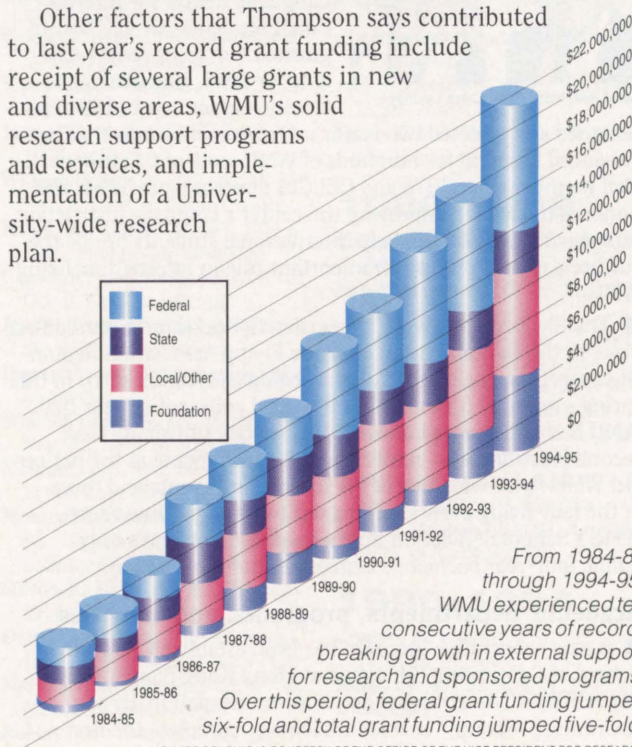 Other factors that Thompson says contributed
to last year's record grant funding include
receipt of several large grants in new
and diverse areas, WMU's solid
research support programs
and services, and imple-
mentation of a Univer-
sity-wide research
plan.
$22,000,000
$20,000,000
$18,000,000
$16,000,000
$14,000,000
$12,000,000
$10,000,000
$8,000,000
$6,000,000
$4,000,000
$2,000,000
$0
Federal
State
Local/Other
Foundation
1994-95
1993-94
1992-93
1991-92
1990-91
1989-90
1988-89
1987-88
1986-87
1985-86
1984-85
From 1984-8
through 1994-95
WMU experienced te
consecutive years of record
breaking growth in external suppo
for research and sponsored programs
Over this period, federal grant funding jumpe
six-fold and total grant funding jumped five-fold